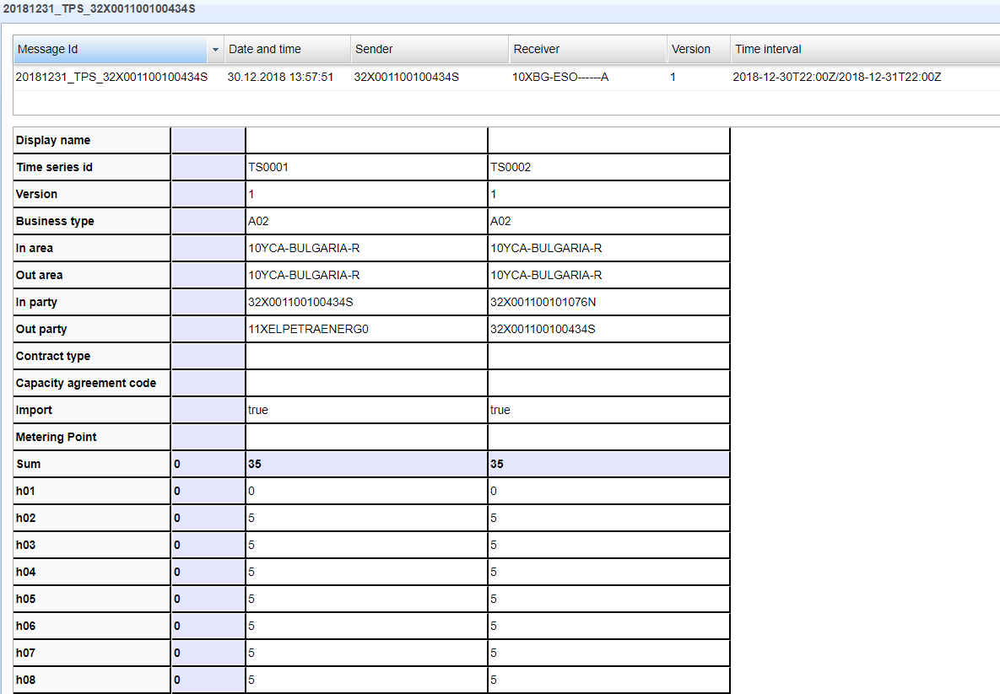 20181231_TPS_32X001100100434S
Message Id Date and time Sender Receiver Version Time interval
20181231_TPS_32X001100100434S 30.12.2018 13:57:51 32X001100100434S 10XBG-ESO------A 1 2018-12-30T22:00Z/2018-12-31T22:00Z
Display name
Time series id TS0001 TS0002
Version 1 1
Business type A02 A02
In area 10YCA-BULGARIA-R 10YCA-BULGARIA-R
Out area 10YCA-BULGARIA-R 10YCA-BULGARIA-R
In party 32X001100100434S 32X001100101076N
Out party 11XELPETRAENERG0 32X001100100434S
Contract type
Capacity agreement code
Import true true
Metering Point
Sum 0 35 35
h01 0 0 0
h02 0 5 5
h03 0 5 5
h04 0 5 5
h05 0 5 5
h06 0 5 5
h07 0 5 5
h08 0 5 5